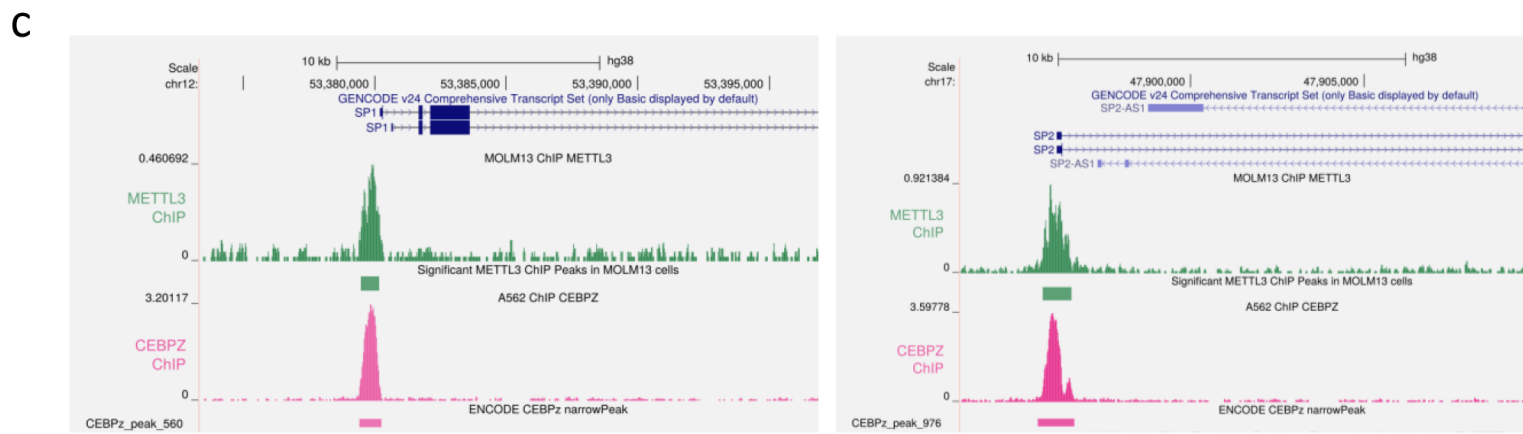 C
10 kb hg38
Scale
chr12: 53,380,000 53,385,000 53,390,000 53,395,000
GENCODE v24 Comprehensive Transcript Set (only Basic displayed by default)
SP1
SP1
0.460692 MOLM13 ChIP METTL3
METTL3
ChIP
0
Significant METTL3 ChIP Peaks in MOLM13 cells
3.20117 A562 ChIP CEBPZ
CEBPZ
ChIP
0
ENCODE CEBPz narrowPeak
CEBPz_peak_560
10 kb hg38
Scale
chr17: 47,900,000 47,905,000
GENCODE v24 Comprehensive Transcript Set (only Basic displayed by default)
SP2-AS1
SP2
SP2
SP2-AS1
0.921384 MOLM13 ChIP METTL3
METTL3
ChIP
0
Significant METTL3 ChIP Peaks in MOLM13 cells
3.59778 A562 ChIP CEBPZ
CEBPZ
ChIP
0
ENCODE CEBPz narrowPeak
CEBPz_peak_976